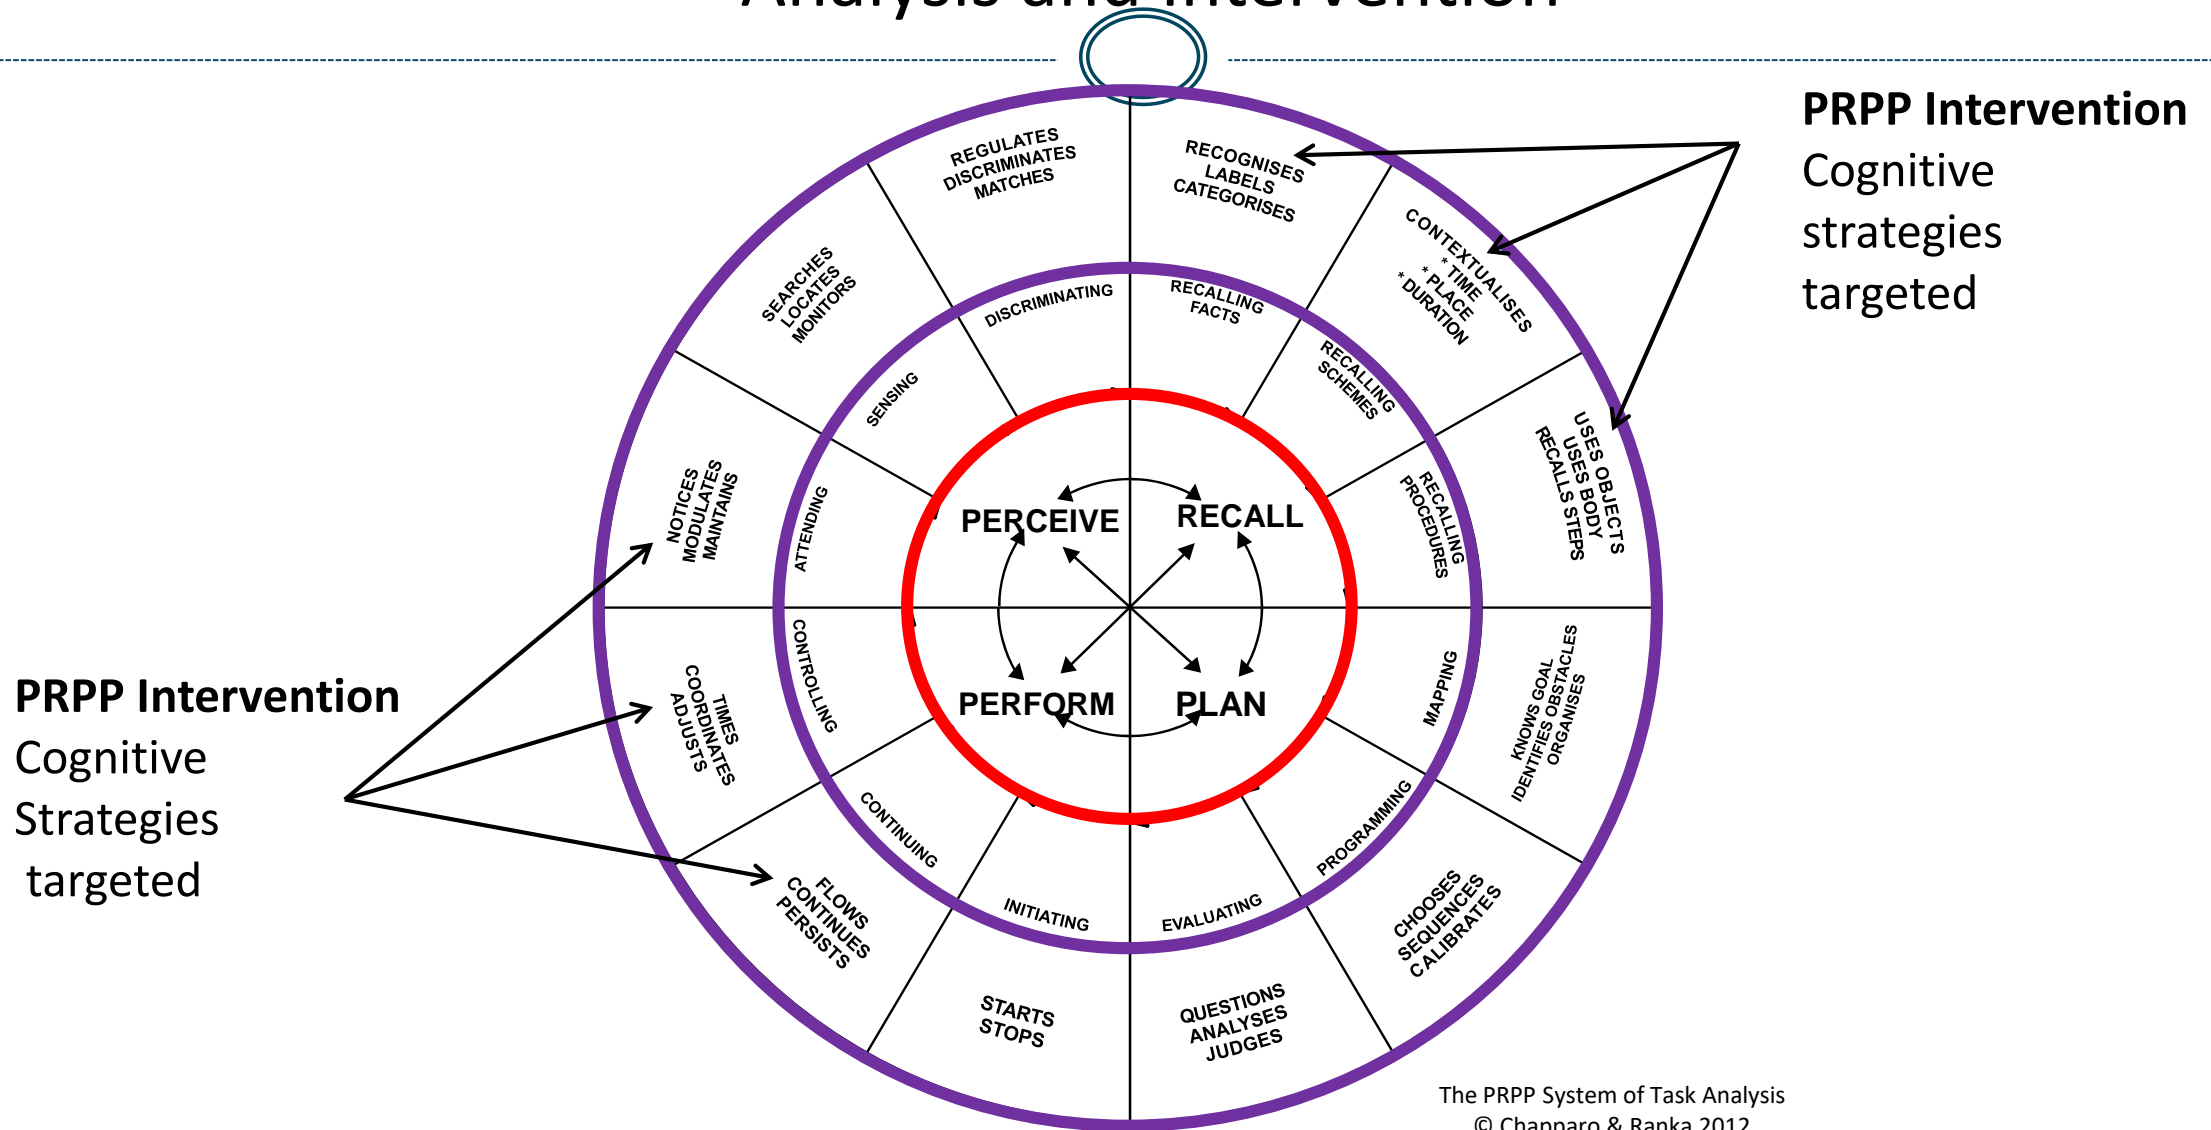 Analysis and Intervention
PRPP Intervention
Cognitive
strategies
targeted
REGULATES
DISCRIMINATES
MATCHES
RECOGNISES
LABELS
CATEGORISES
CONTEXTUALISES
* TIME
* PLACE
* DURATION
SEARCHES
LOCATES
MONITORS
DISCRIMINATING
RECALLING
FACTS
RECALLING
SCHEMES
SENSING
USES OBJECTS
USES BODY
RECALLS STEPS
NOTICES
MODULATES
MAINTAINS
ATTENDING
RECALLING
PROCEDURES
PERCEIVE
RECALL
PERFORM
PLAN
CONTROLLING
MAPPING
KNOWS GOAL
IDENTIFIES OBSTACLES
ORGANISES
TIMES
COORDINATES
ADJUSTS
PRPP Intervention
Cognitive
Strategies
targeted
CONTINUING
PROGRAMMING
INITIATING
EVALUATING
FLOWS
CONTINUES
PERSISTS
CHOOSES
SEQUENCES
CALIBRATES
STARTS
STOPS
QUESTIONS
ANALYSES
JUDGES
The PRPP System of Task Analysis
© Chapparo & Ranka 2012